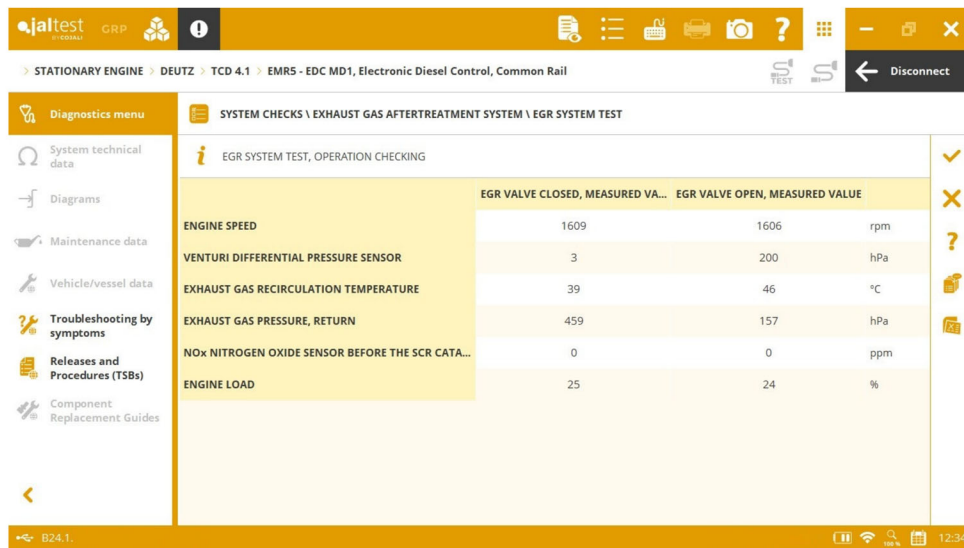 jaltest GRP
BY COJALI
> STATIONARY ENGINE > DEUTZ > TCD 4.1 > EMR5 - EDC MD1, Electronic Diesel Control, Common Rail
TEST
Disconnect
Diagnostics menu
System technical
data
Diagrams
Maintenance data
Vehicle/vessel data
Troubleshooting by
symptoms
Releases and
Procedures (TSBs)
Component
Replacement Guides
SYSTEM CHECKS \ EXHAUST GAS AFTERTREATMENT SYSTEM \ EGR SYSTEM TEST
EGR SYSTEM TEST, OPERATION CHECKING
EGR VALVE CLOSED, MEASURED VA... EGR VALVE OPEN, MEASURED VALUE
ENGINE SPEED 1609 1606 rpm
VENTURI DIFFERENTIAL PRESSURE SENSOR 3 200 hPa
EXHAUST GAS RECIRCULATION TEMPERATURE 39 46 °C
EXHAUST GAS PRESSURE, RETURN 459 157 hPa
NOx NITROGEN OXIDE SENSOR BEFORE THE SCR CATA... 0 0 ppm
ENGINE LOAD 25 24 %
B24.1.
100 %
12:34